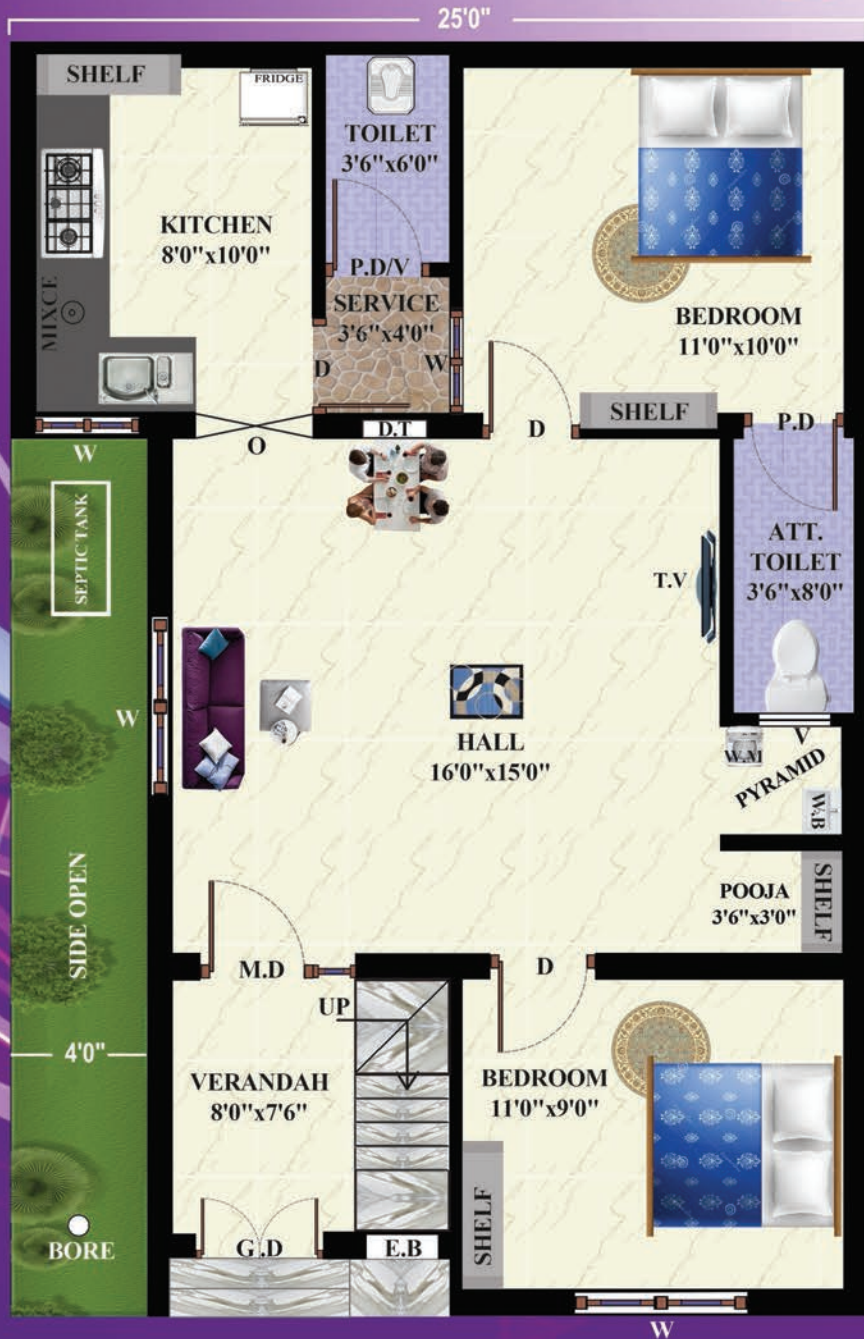 25'0"
SHELF
FRIDGE
TOILET
3'6"x6'0"
KITCHEN
8'0"x10'0"
MIXCE
P.D/V
SERVICE
3'6"x4'0"
D
W
BEDROOM
11'0"x10'0"
SHELF
W
O
D.T
D
P.D
SEPTIC TANK
ATT.
TOILET
3'6"x8'0"
T.V
W
HALL
16'0"x15'0"
V
W.M
PYRAMID
W.B
SIDE OPEN
POOJA
3'6"x3'0"
SHELF
M.D
D
UP
4'0"
VERANDAH
8'0"x7'6"
BEDROOM
11'0"x9'0"
SHELF
BORE
G.D
E.B
W